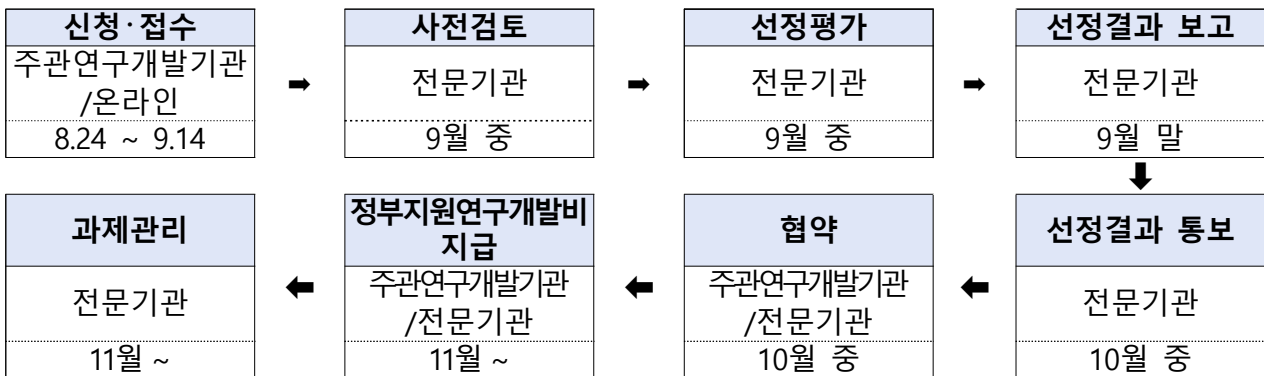 신청·접수
주관연구개발기관
/온라인
8.24 ~ 9.14
➡
사전검토
전문기관
9월 중
➡
선정평가
전문기관
9월 중
➡
선정결과 보고
전문기관
9월 말
⬇
선정결과 통보
전문기관
10월 중
⬅
협약
주관연구개발기관
/전문기관
10월 중
⬅
정부지원연구개발비
지급
주관연구개발기관
/전문기관
11월 ~
⬅
과제관리
전문기관
11월 ~